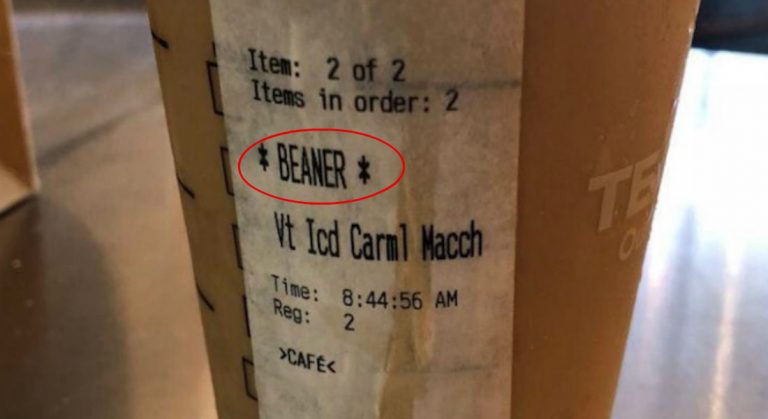 Item: 2 of 2
Items in order: 2
* BEANER *
Vt Icd Carml Macch
Time: 8:44:56 AM
Reg: 2
>CAFÉ<